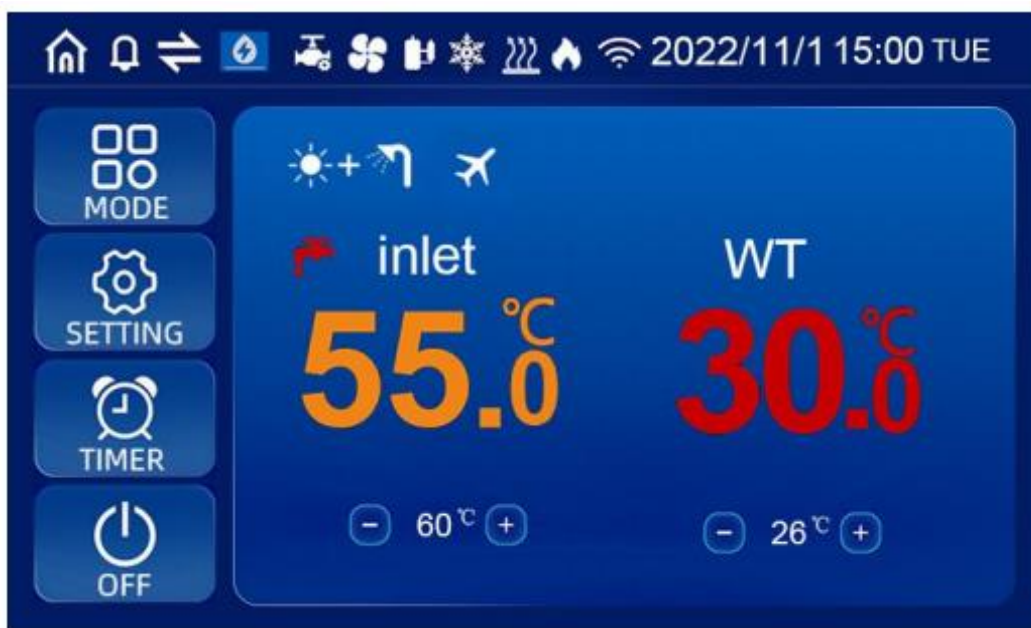 2022/11/1 15:00 TUE
MODE
SETTING
TIMER
OFF
inlet
WT
55.0℃
30.0℃
- 60℃ +
- 26℃ +